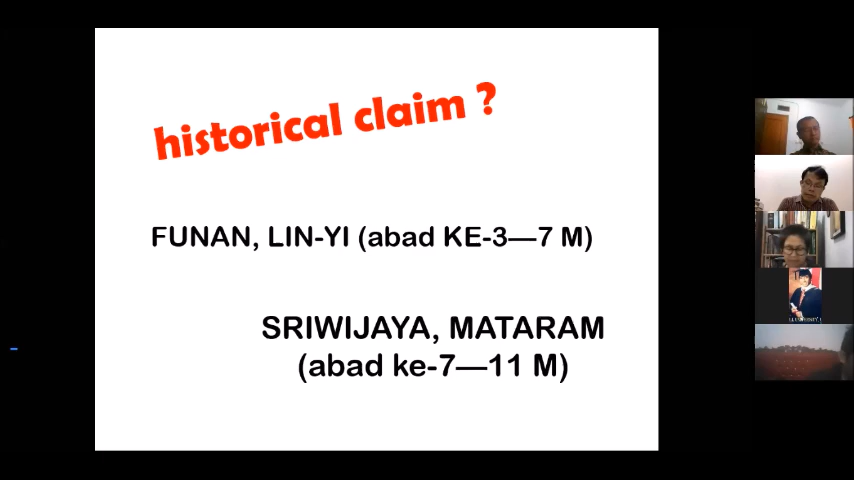 historical claim ?
FUNAN, LIN-YI (abad KE-3—7 M)
SRIWIJAYA, MATARAM
(abad ke-7—11 M)